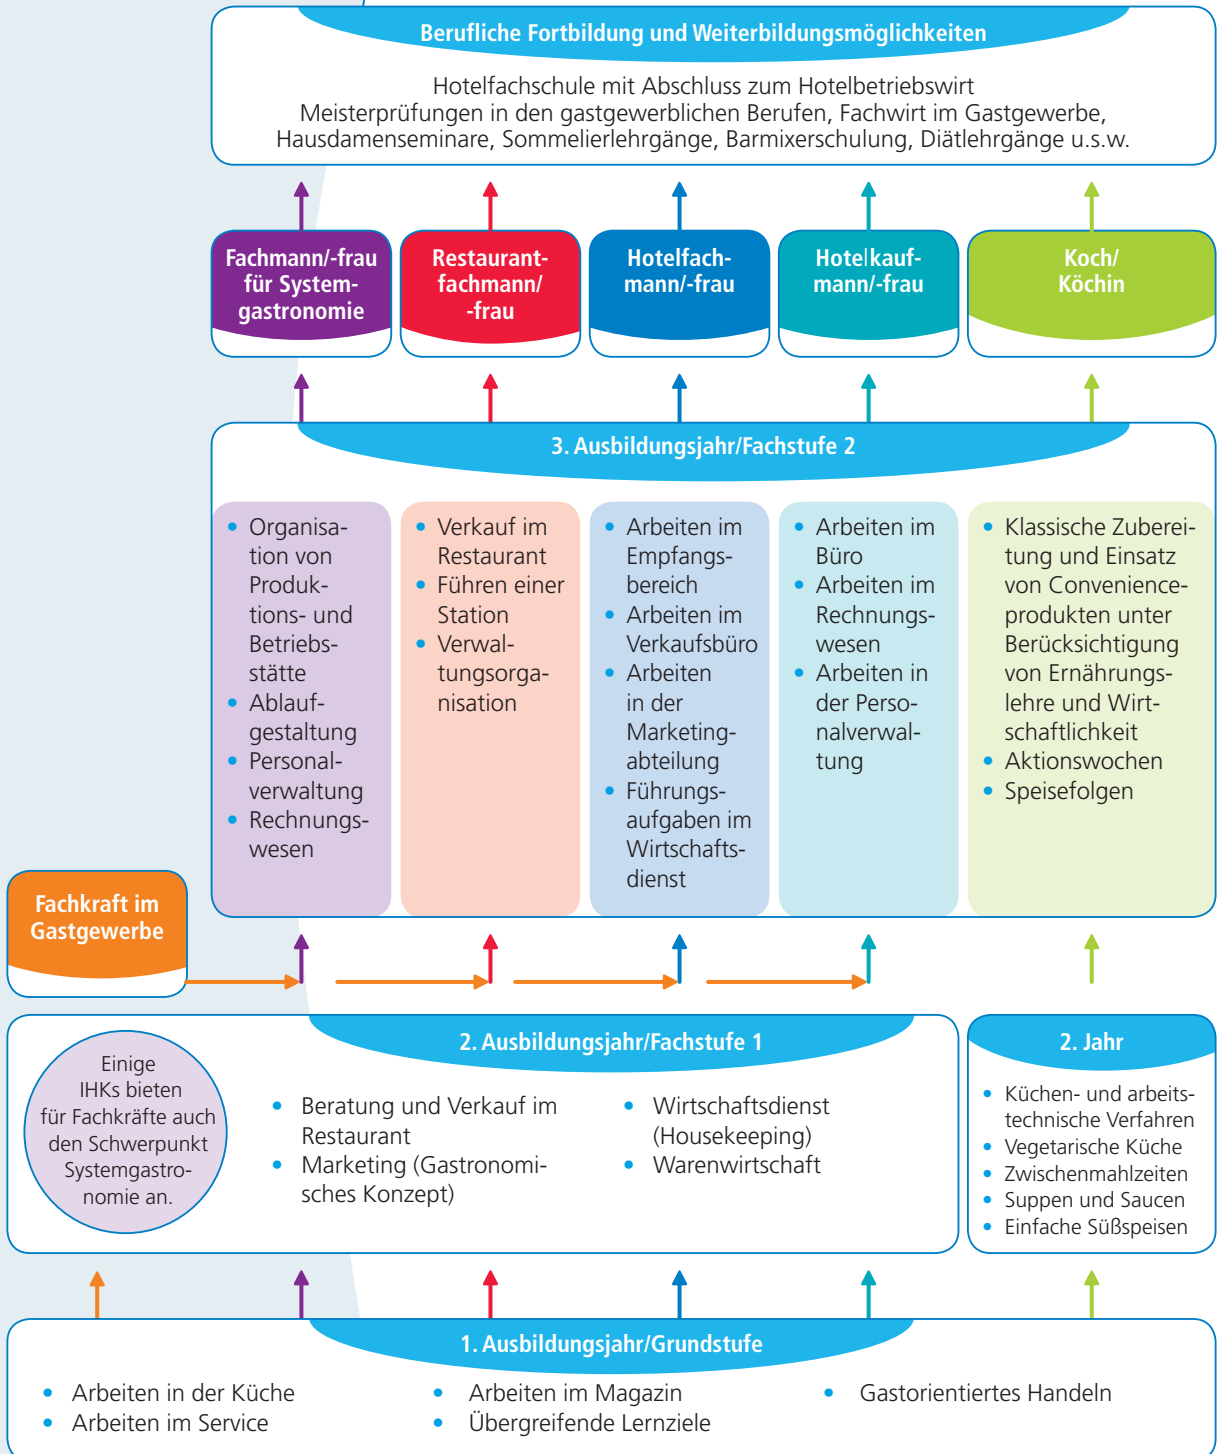 Berufliche Fortbildung und Weiterbildungsmöglichkeiten
Hotelfachschule mit Abschluss zum Hotelbetriebswirt
Meisterprüfungen in den gastgewerblichen Berufen, Fachwirt im Gastgewerbe,
Hausdamenseminare, Sommelierlehrgänge, Barmixerschulung, Diätlehrgänge u.s.w.
Fachmann/-frau
für System-
gastronomie
Restaurant-
fachmann/
-frau
Hotelfach-
mann/-frau
Hotelkauf-
mann/-frau
Koch/
Köchin
3. Ausbildungsjahr/Fachstufe 2
• Organisa-
tion von
Produk-
tions- und
Betriebs-
stätte
• Ablauf-
gestaltung
• Personal-
verwaltung
• Rechnungs-
wesen
• Verkauf im
Restaurant
• Führen einer
Station
• Verwal-
tungsorga-
nisation
• Arbeiten im
Empfangs-
bereich
• Arbeiten im
Verkaufsbüro
• Arbeiten
in der
Marketing-
abteilung
• Führungs-
aufgaben im
Wirtschafts-
dienst
• Arbeiten im
Büro
• Arbeiten im
Rechnungs-
wesen
• Arbeiten in
der Perso-
nalverwal-
tung
• Klassische Zuberei-
tung und Einsatz
von Convenience-
produkten unter
Berücksichtigung
von Ernährungs-
lehre und Wirt-
schaftlichkeit
• Aktionswochen
• Speisefolgen
Fachkraft im
Gastgewerbe
2. Ausbildungsjahr/Fachstufe 1
Einige
IHKs bieten
für Fachkräfte auch
den Schwerpunkt
Systemgastro-
nomie an.
• Beratung und Verkauf im
Restaurant
• Marketing (Gastronomi-
sches Konzept)
• Wirtschaftsdienst
(Housekeeping)
• Warenwirtschaft
2. Jahr
• Küchen- und arbeits-
technische Verfahren
• Vegetarische Küche
• Zwischenmahlzeiten
• Suppen und Saucen
• Einfache Süßspeisen
1. Ausbildungsjahr/Grundstufe
• Arbeiten in der Küche
• Arbeiten im Service
• Arbeiten im Magazin
• Übergreifende Lernziele
• Gastorientiertes Handeln